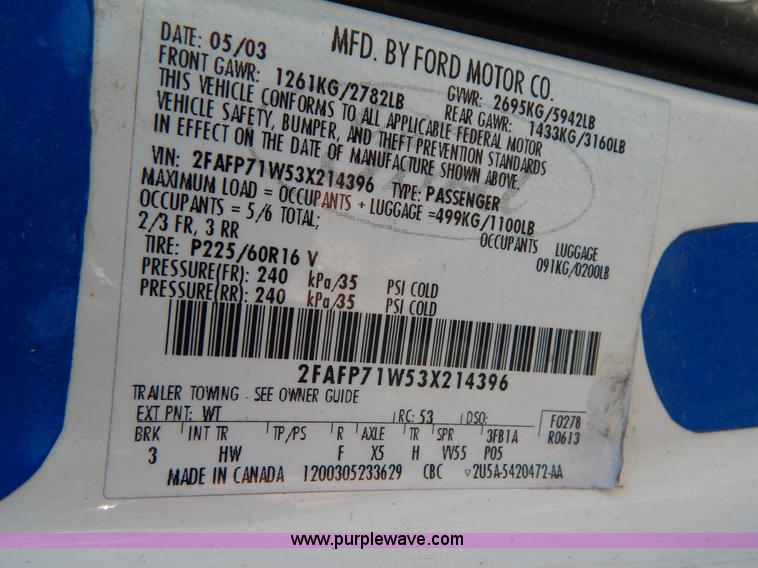 DATE: 05/03 MFD. BY FORD MOTOR CO.
FRONT GAWR: 1261KG/2782LB GVWR: 2695KG/5942LB
REAR GAWR: 1433KG/3160LB
THIS VEHICLE CONFORMS TO ALL APPLICABLE FEDERAL MOTOR
VEHICLE SAFETY, BUMPER, AND THEFT PREVENTION STANDARDS
IN EFFECT ON THE DATE OF MANUFACTURE SHOWN ABOVE.
VIN: 2FAFP71W53X214396 TYPE: PASSENGER
MAXIMUM LOAD = OCCUPANTS + LUGGAGE =499KG/1100LB
OCCUPANTS = 5/6 TOTAL; OCCUPANTS LUGGAGE
2/3 FR, 3 RR 091KG/0200LB
TIRE: P225/60R16 V
PRESSURE(FR): 240 kPa/35 PSI COLD
PRESSURE(RR): 240 kPa/35 PSI COLD
2FAFP71W53X214396
TRAILER TOWING - SEE OWNER GUIDE
EXT PNT: WT RC: 53 DSO: F0278
BRK INT TR TP/PS R AXLE TR SPR 3FB1A R0613
3 HW F X5 H VV55 P05
MADE IN CANADA 1200305233629 CBC ▽2U5A-5420472-AA
www.purplewave.com